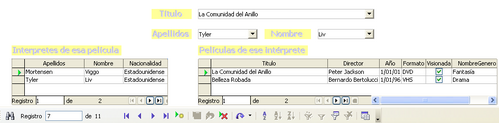 Título La Comunidad del Anillo
Apellidos Tyler Nombre Liv
Interpretes de esa película
Películas de ese intérprete
Apellidos Nombre Nacionalidad
Mortensen Viggo Estadounidense
Tyler Liv Estadounidense
Registro 1 de 2
Titulo Director Año Formato Visionada NombreGenero
La Comunidad del Anillo Peter Jackson 1/01/01 DVD Fantasía
Belleza Robada Bernardo Bertolucci 1/01/96 VHS Drama
Registro 1 de 2
Registro 7 de 11